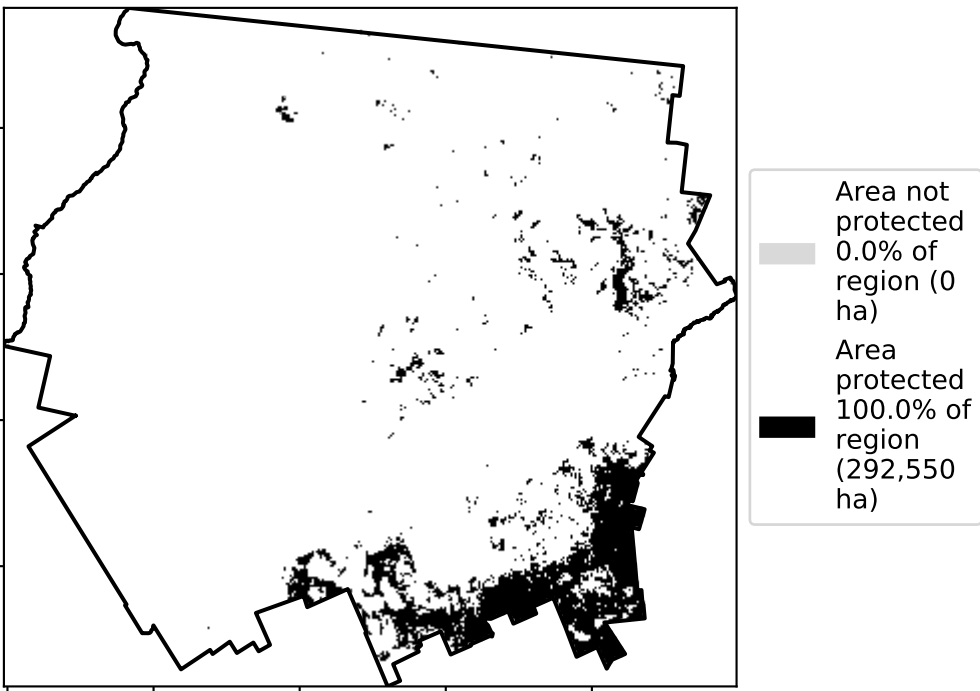 Area not
protected
0.0% of
region (0
ha)
Area
protected
100.0% of
region
(292,550
ha)